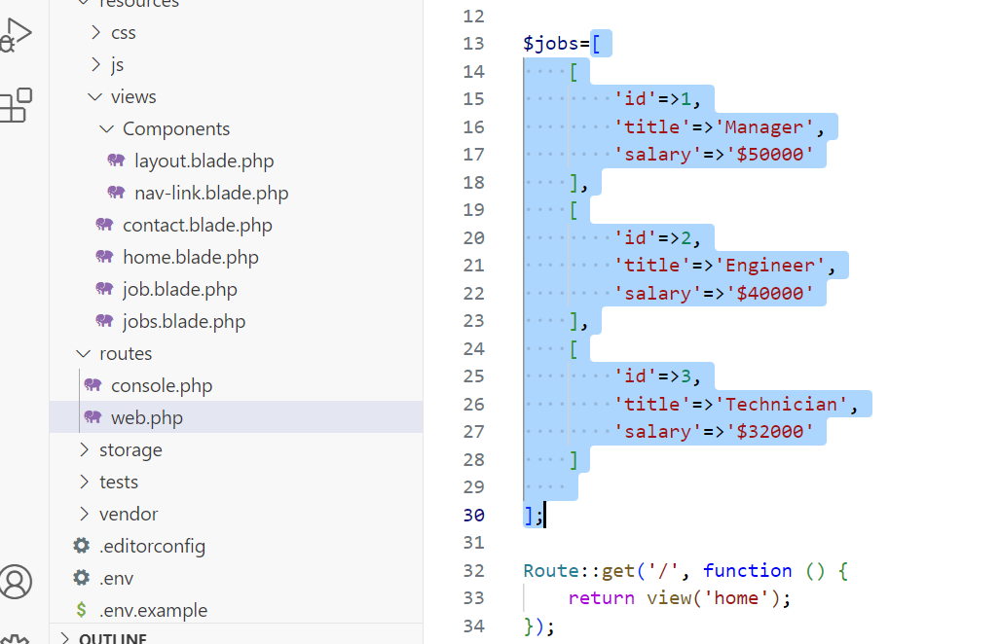 resources
css
js
views
Components
layout.blade.php
nav-link.blade.php
contact.blade.php
home.blade.php
job.blade.php
jobs.blade.php
routes
console.php
web.php
storage
tests
vendor
.editorconfig
.env
$ .env.example
OUTLINE
12
13 $jobs=[
14 [
15 'id'=>1,
16 'title'=>'Manager',
17 'salary'=>'$50000'
18 ],
19 [
20 'id'=>2,
21 'title'=>'Engineer',
22 'salary'=>'$40000'
23 ],
24 [
25 'id'=>3,
26 'title'=>'Technician',
27 'salary'=>'$32000'
28 ]
29
30 ];
31
32 Route::get('/', function () {
33 return view('home');
34 });